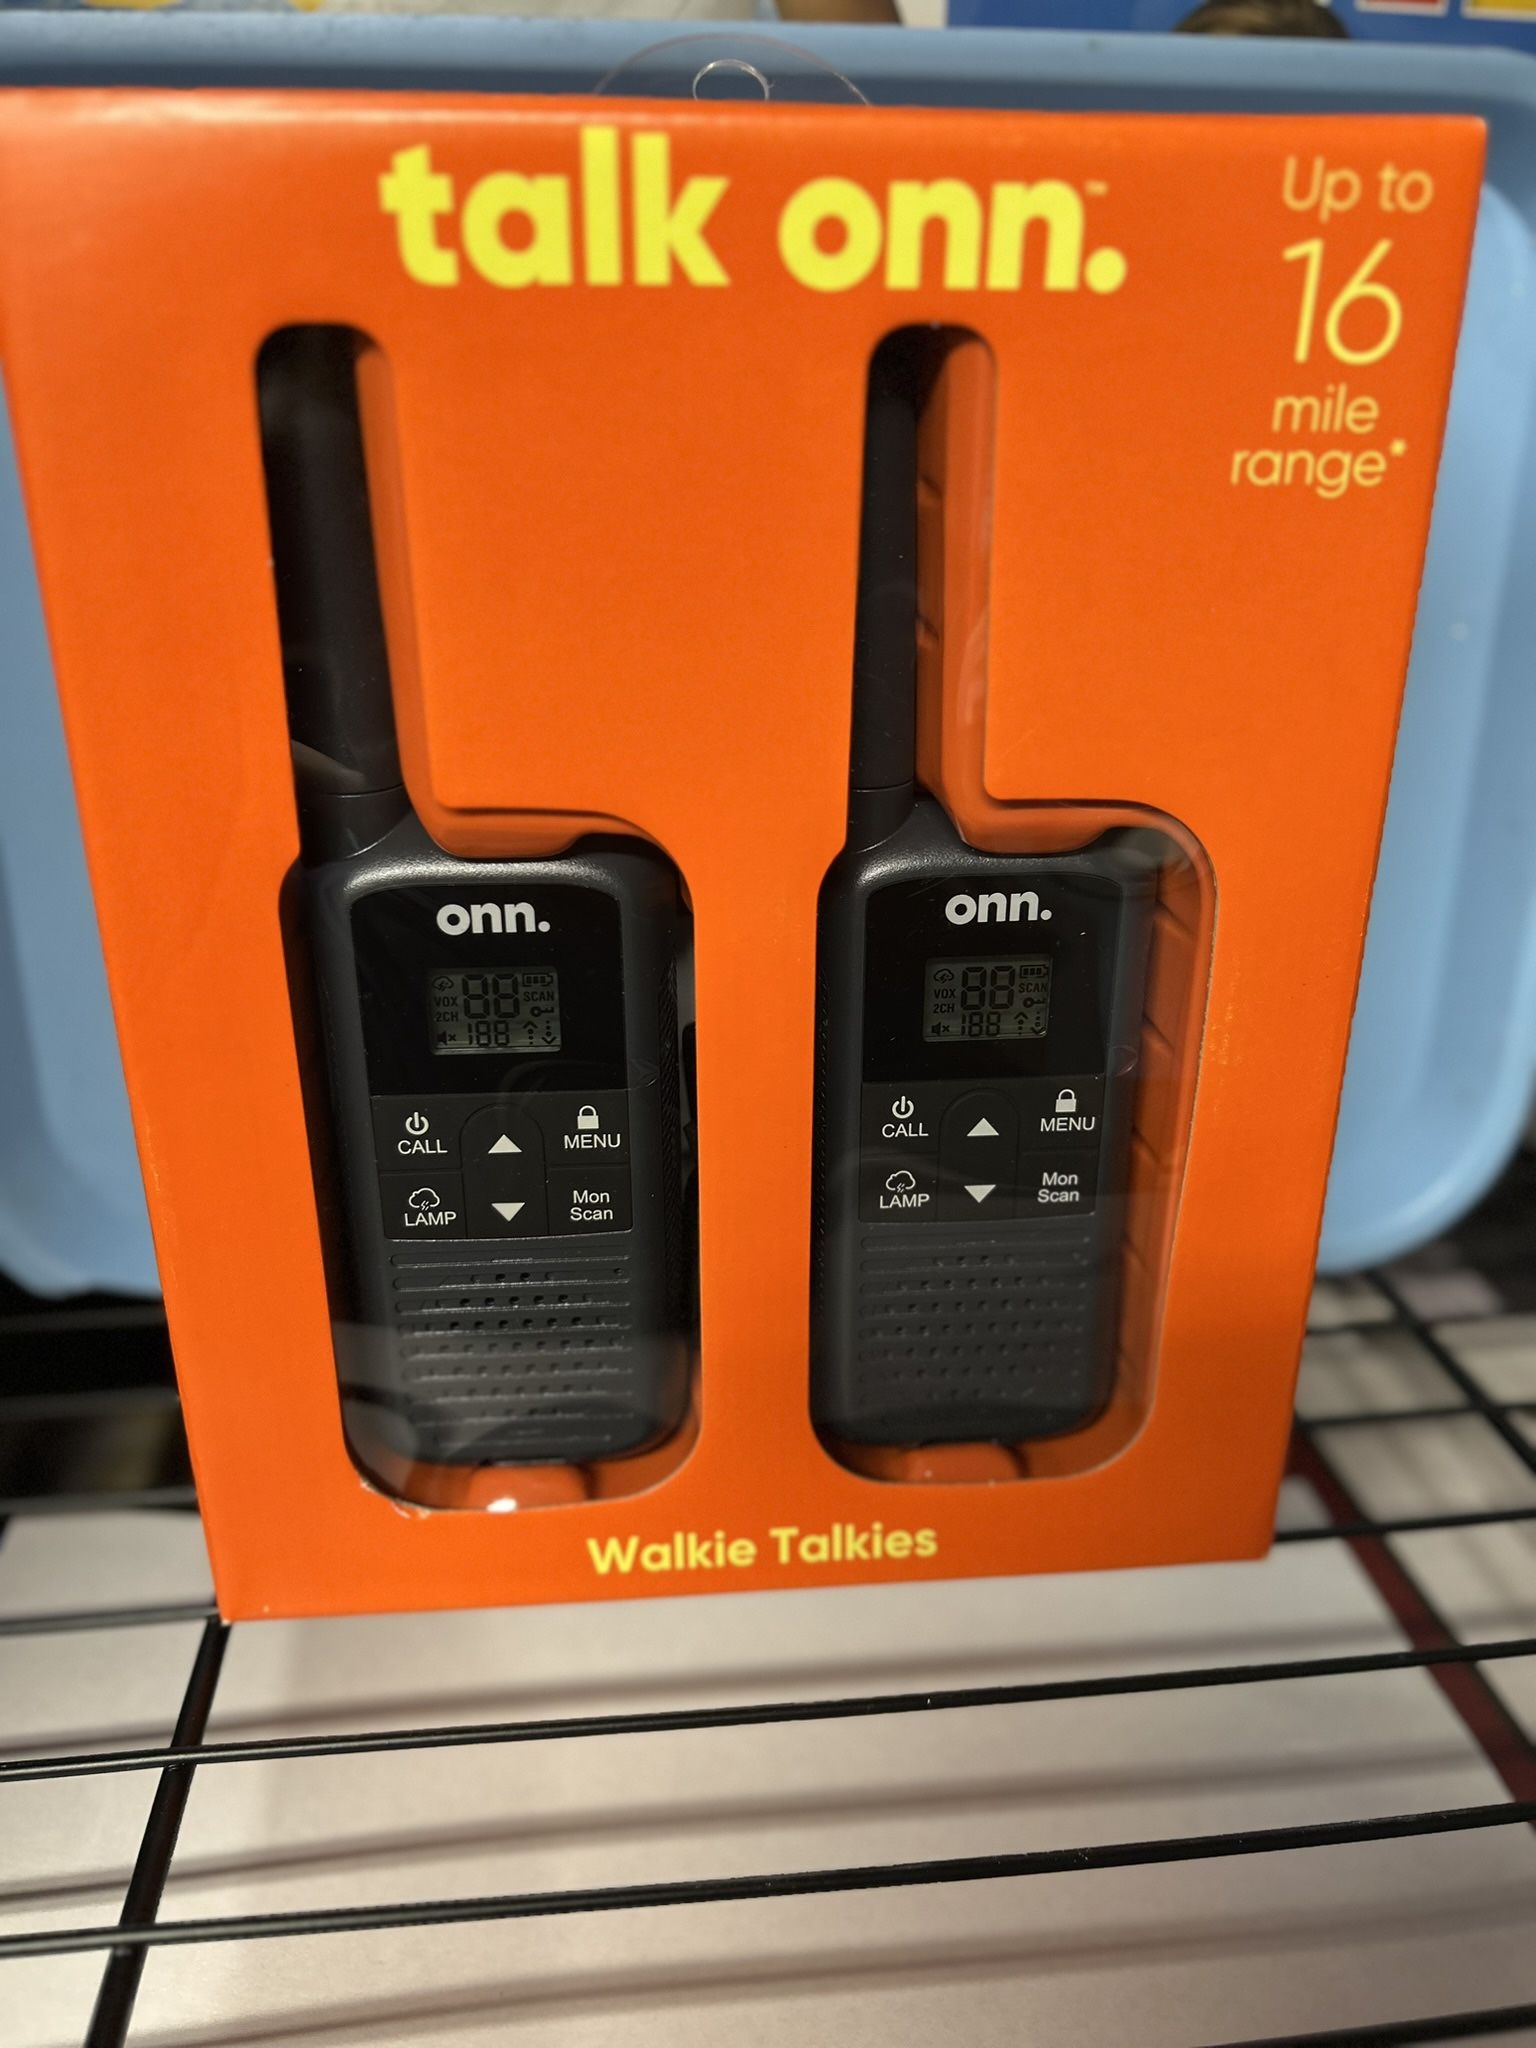 talk onn.™
Up to
16
mile
range*
onn.
88
VOX
SCAN
2CH
188
CALL
MENU
LAMP
Mon
Scan
onn.
88
VOX
SCAN
2CH
188
CALL
MENU
LAMP
Mon
Scan
Walkie Talkies